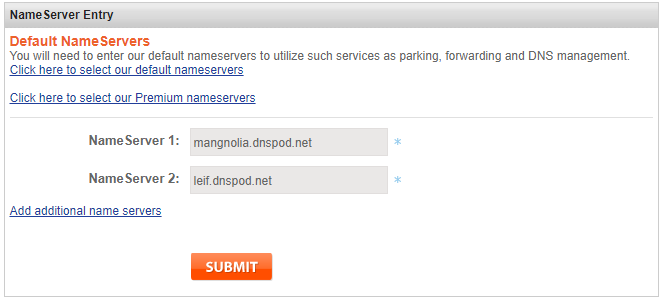 NameServer Entry
Default NameServers
You will need to enter our default nameservers to utilize such services as parking, forwarding and DNS management.
Click here to select our default nameservers
Click here to select our Premium nameservers
NameServer 1: mangnolia.dnspod.net *
NameServer 2: leif.dnspod.net *
Add additional name servers
SUBMIT